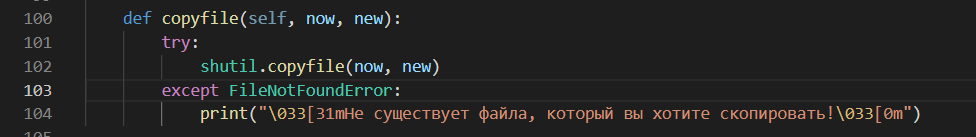 100 def copyfile(self, now, new):
101 try:
102 shutil.copyfile(now, new)
103 except FileNotFoundError:
104 print("\033[31mНе существует файла, который вы хотите скопировать!\033[0m")